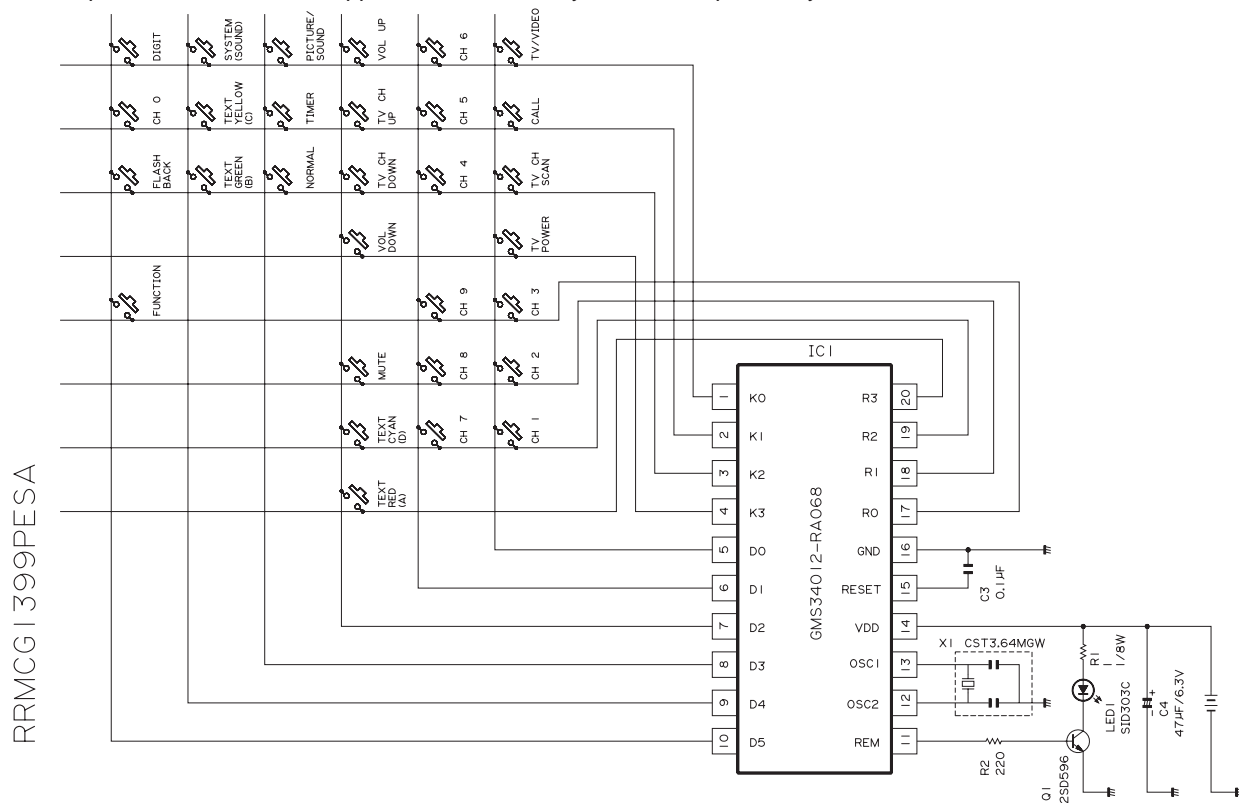 DIGIT
SYSTEM
(SOUND)
PICTURE/
SOUND
VOL UP
CH 6
TV/VIDEO
CH 0
TEXT
YELLOW
(C)
TIMER
TV CH
UP
CH 5
CALL
FLASH
BACK
TEXT
GREEN
(B)
NORMAL
TV CH
DOWN
CH 4
TV CH
SCAN
VOL
DOWN
TV
POWER
FUNCTION
CH 9
CH 3
MUTE
CH 8
CH 2
TEXT
CYAN
(D)
CH 7
CH 1
TEXT
RED
(A)
RRMCG1399PESA
IC1
GMS34012-RA068
1 K0
2 K1
3 K2
4 K3
5 D0
6 D1
7 D2
8 D3
9 D4
10 D5
R3 20
R2 19
R1 18
R0 17
GND 16
RESET 15
VDD 14
OSC1 13
OSC2 12
REM 11
C3
0.1µF
X1 CST3.64MGW
R1
1 1/8W
LED1
SID303C
C4
47µF/6.3V
+
-
R2
220
Q1
2SD596